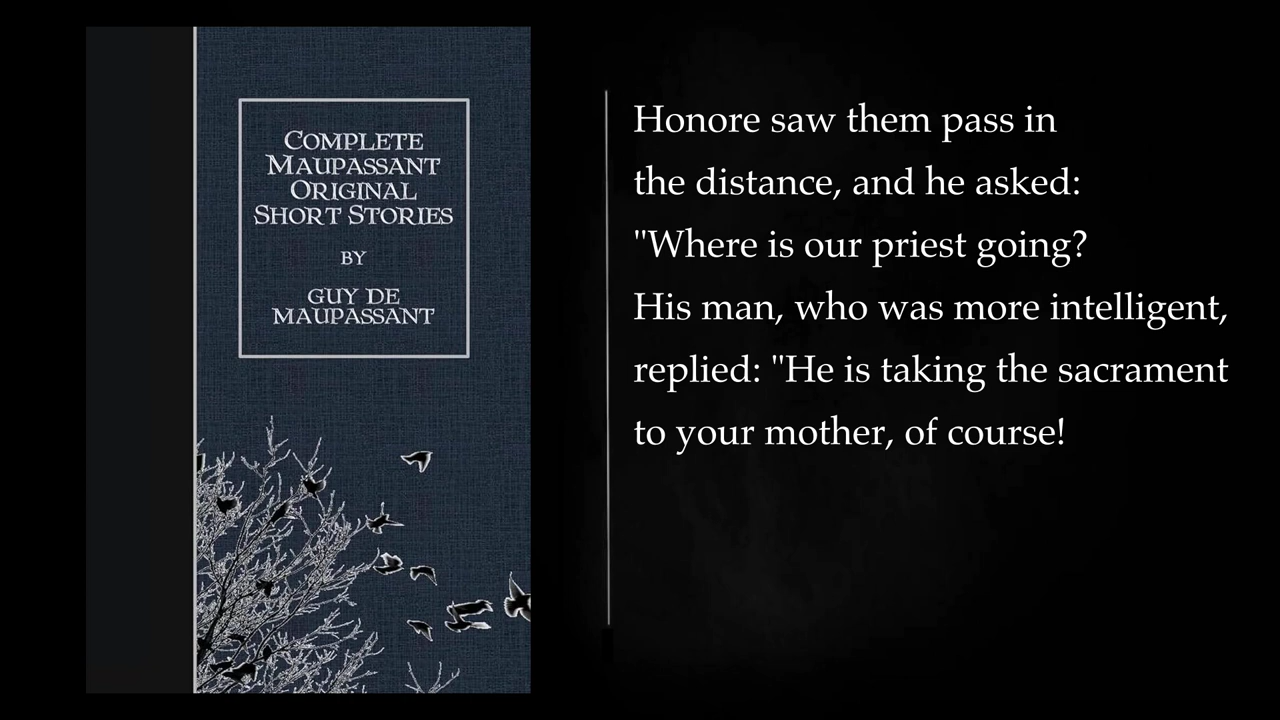 COMPLETE
MAUPASSANT
ORIGINAL
SHORT STORIES
BY
GUY DE
MAUPASSANT
Honore saw them pass in
the distance, and he asked:
"Where is our priest going?
His man, who was more intelligent,
replied: "He is taking the sacrament
to your mother, of course!